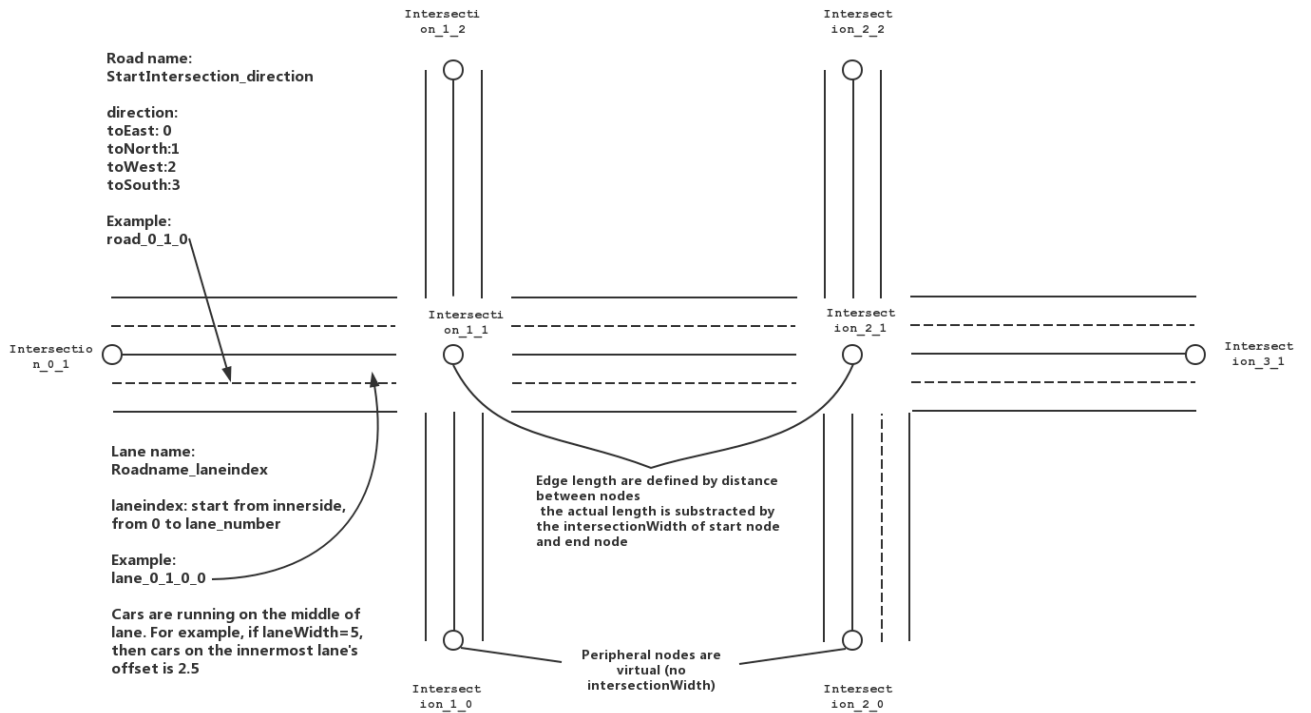 Intersecti
on_1_2
Intersect
ion_2_2
Road name:
StartIntersection_direction
direction:
toEast: 0
toNorth:1
toWest:2
toSouth:3
Example:
road_0_1_0
Intersectio
n_0_1
Intersecti
on_1_1
Intersect
ion_2_1
Intersect
ion_3_1
Lane name:
Roadname_laneindex
laneindex: start from innerside,
from 0 to lane_number
Example:
lane_0_1_0_0
Cars are running on the middle of
lane. For example, if laneWidth=5,
then cars on the innermost lane's
offset is 2.5
Edge length are defined by distance
between nodes
the actual length is substracted by
the intersectionWidth of start node
and end node
Peripheral nodes are
virtual (no
intersectionWidth)
Intersect
ion_1_0
Intersect
ion_2_0